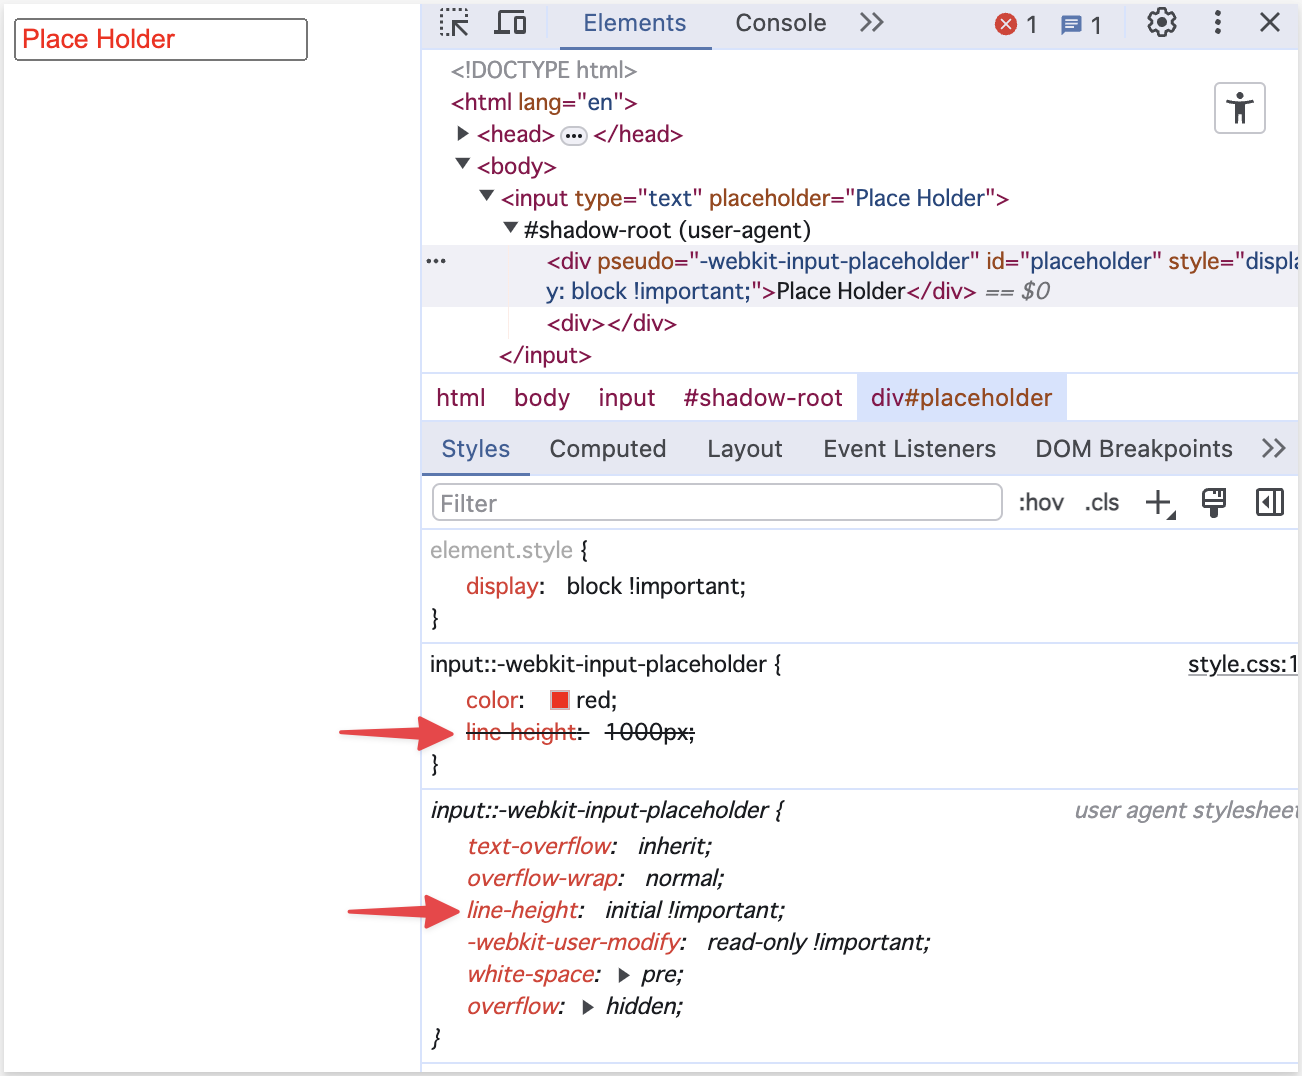 Place Holder
Elements Console 1 1
<!DOCTYPE html>
<html lang="en">
<head> ••• </head>
<body>
<input type="text" placeholder="Place Holder">
#shadow-root (user-agent)
<div pseudo="-webkit-input-placeholder" id="placeholder" style="displa
y: block !important;">Place Holder</div> == $0
<div></div>
</input>
html body input #shadow-root div#placeholder
Styles Computed Layout Event Listeners DOM Breakpoints
Filter :hov .cls
element.style {
display: block !important;
}
input::-webkit-input-placeholder { style.css:1
color: red;
line-height: 1000px;
}
input::-webkit-input-placeholder { user agent stylesheet
text-overflow: inherit;
overflow-wrap: normal;
line-height: initial !important;
-webkit-user-modify: read-only !important;
white-space: pre;
overflow: hidden;
}